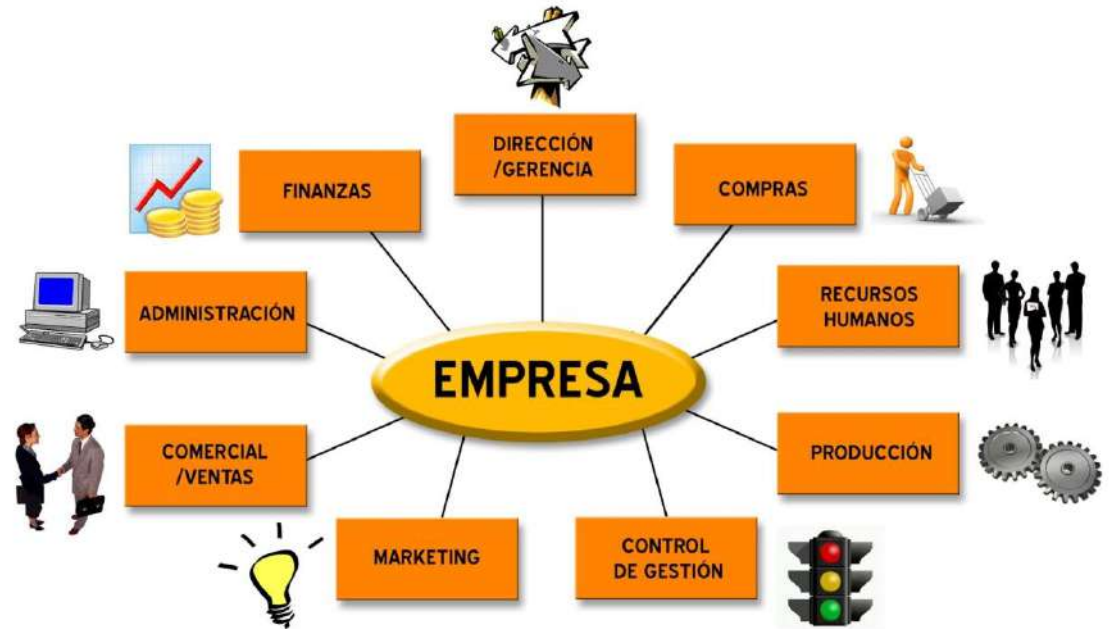 DIRECCIÓN
/GERENCIA
FINANZAS
COMPRAS
ADMINISTRACIÓN
RECURSOS
HUMANOS
EMPRESA
COMERCIAL
/VENTAS
PRODUCCIÓN
MARKETING
CONTROL
DE GESTIÓN